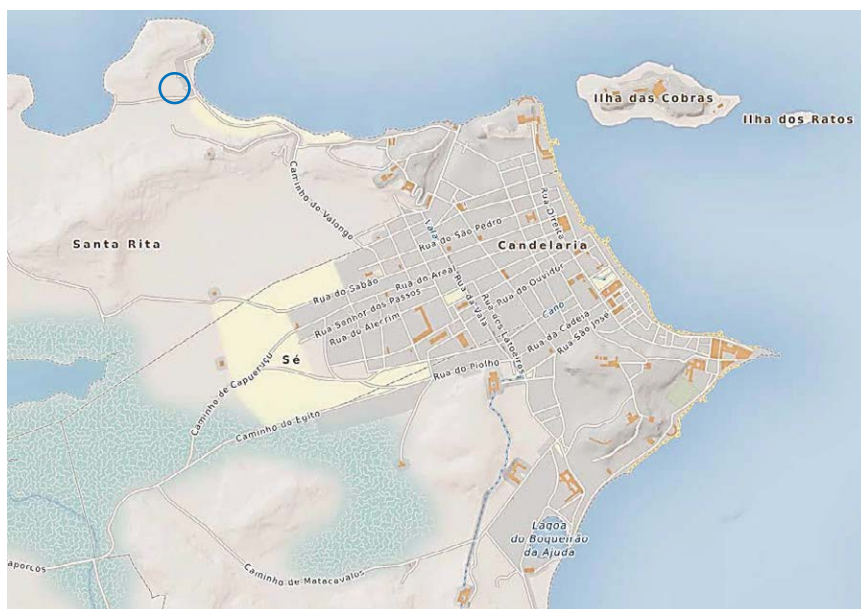 Ilha das Cobras
Ilha dos Ratos
Caminho do Valongo
Santa Rita
Vala
Rua do São Pedro
Rua Direita
Candelaria
Rua do Sabão
Rua do Areal
Rua Senhor dos Passos
Rua do Alecrim
Rua da Vala
Rua dos Latoeiros
Rua do Ouvidor
Cano
Rua da Cadeia
Rua São José
Sé
Rua do Piolho
Caminho de Capueruçu
Caminho do Egito
Lagoa
do Boqueirão
da Ajuda
aporcos
Caminho de Matacavalos